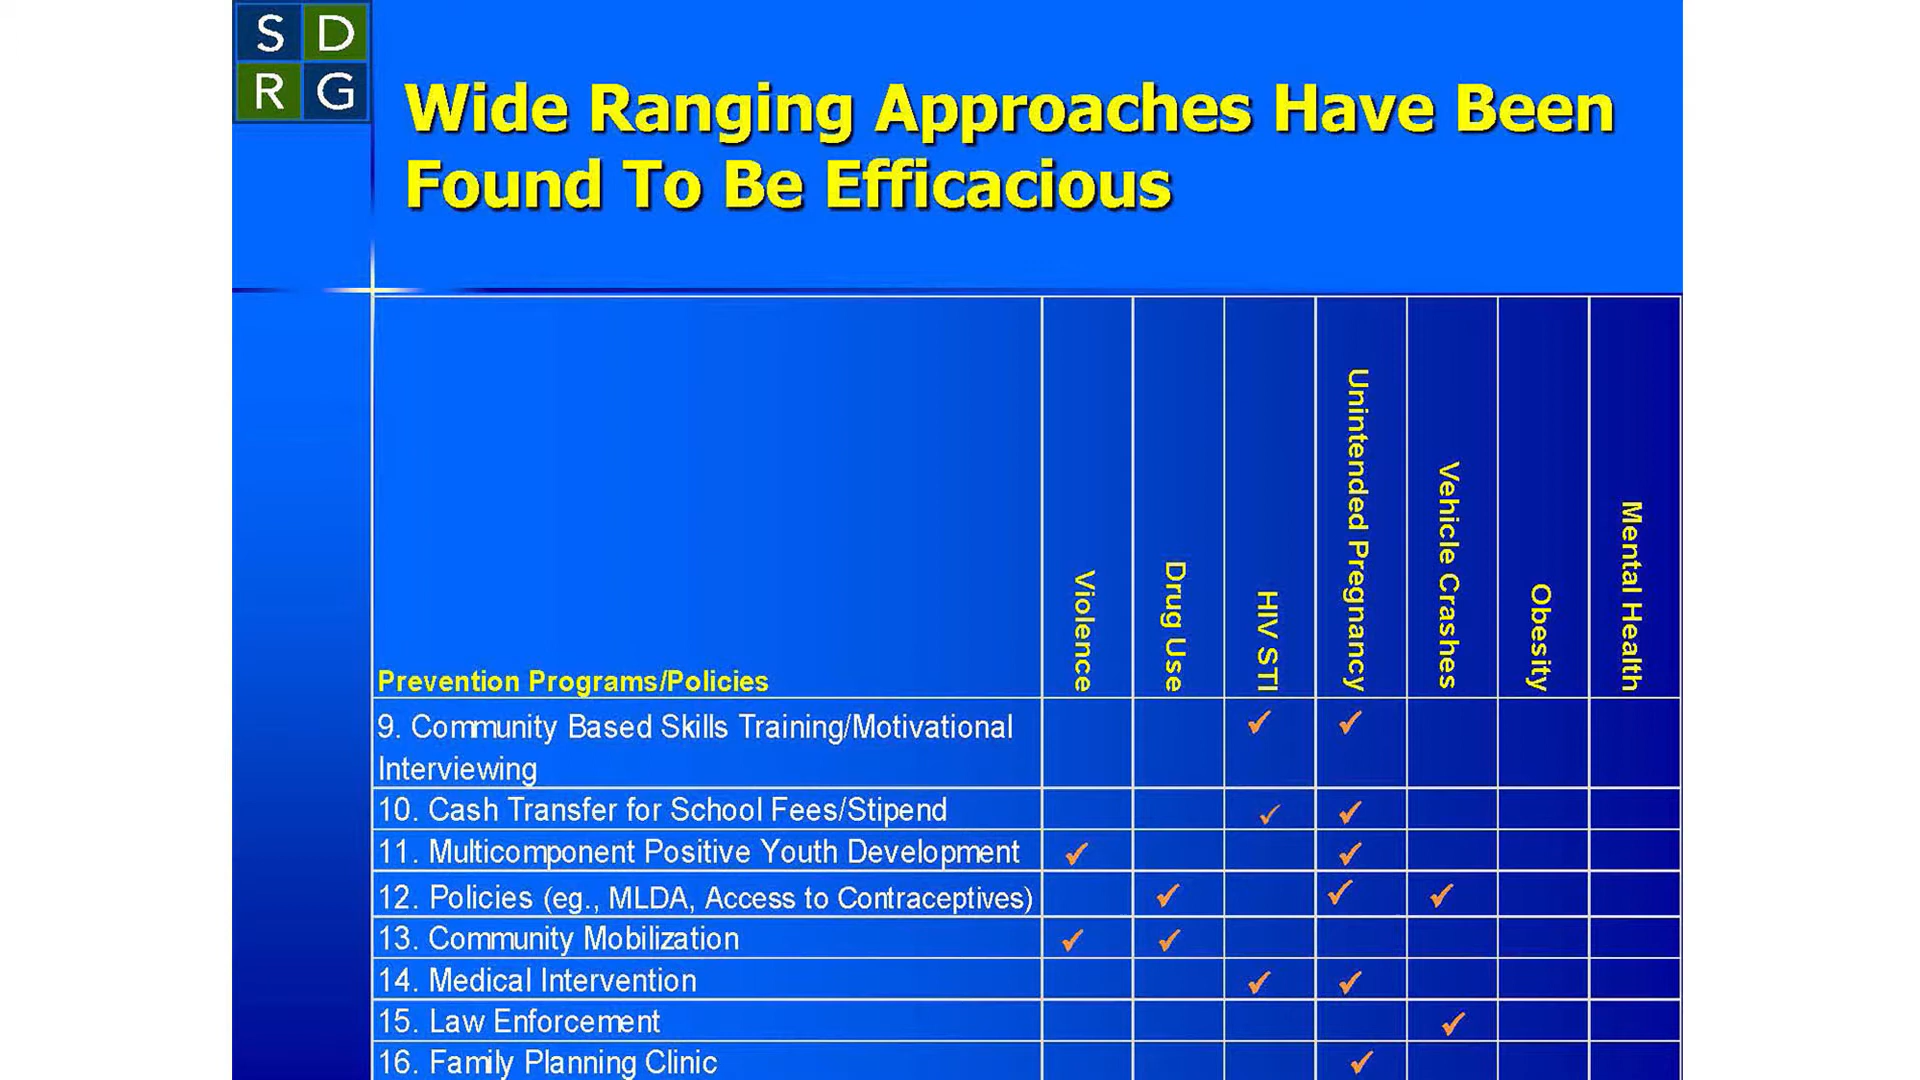 S D
R G
Wide Ranging Approaches Have Been
Found To Be Efficacious
Prevention Programs/Policies
Violence
Drug Use
HIV STI
Unintended Pregnancy
Vehicle Crashes
Obesity
Mental Health
9. Community Based Skills Training/Motivational
Interviewing ✓ ✓
10. Cash Transfer for School Fees/Stipend ✓ ✓
11. Multicomponent Positive Youth Development ✓ ✓
12. Policies (eg., MLDA, Access to Contraceptives) ✓ ✓ ✓
13. Community Mobilization ✓ ✓
14. Medical Intervention ✓ ✓
15. Law Enforcement ✓
16. Family Planning Clinic ✓